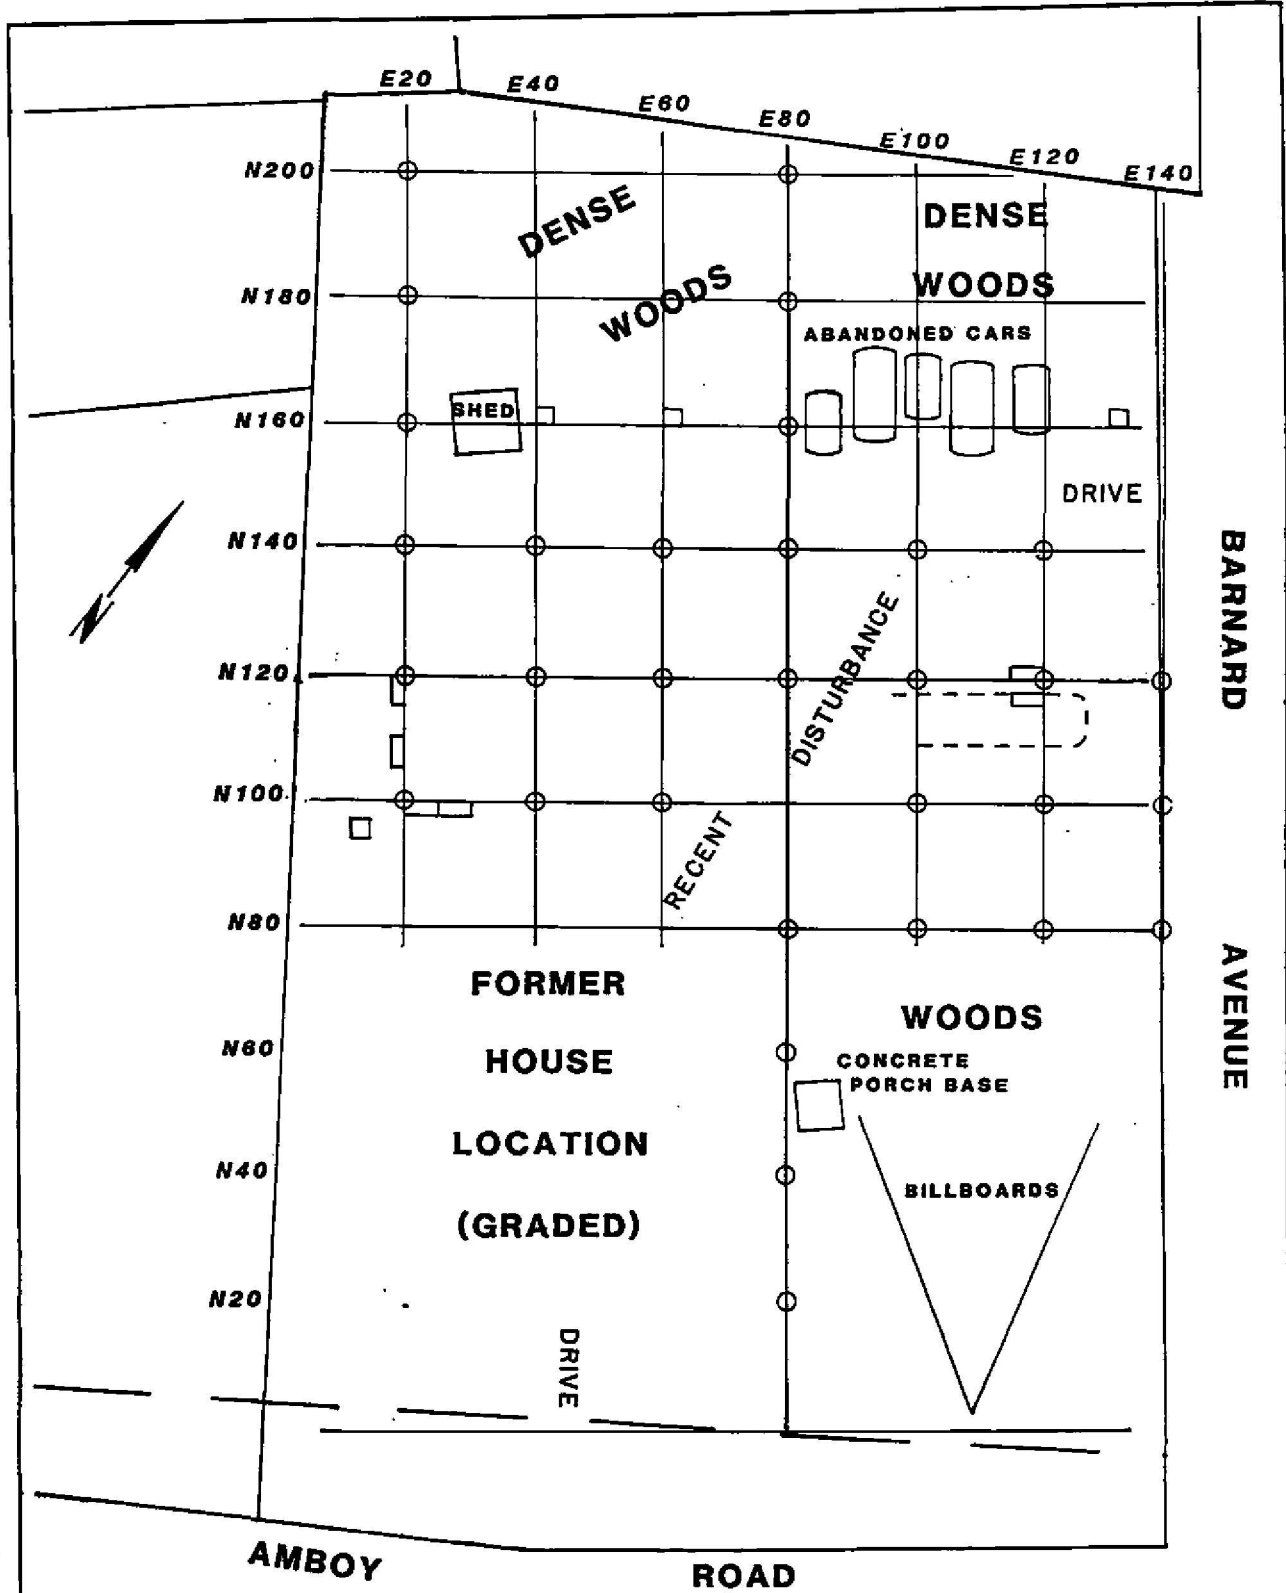 E20
E40
E60
E80
E100
E120
E140
N200
DENSE
WOODS
DENSE
WOODS
N180
ABANDONED CARS
N160
SHED
DRIVE
N140
N
BARNARD
AVENUE
N120
DISTURBANCE
N100
RECENT
N80
FORMER
HOUSE
LOCATION
(GRADED)
WOODS
N60
CONCRETE
PORCH BASE
N40
BILLBOARDS
N20
DRIVE
AMBOY
ROAD